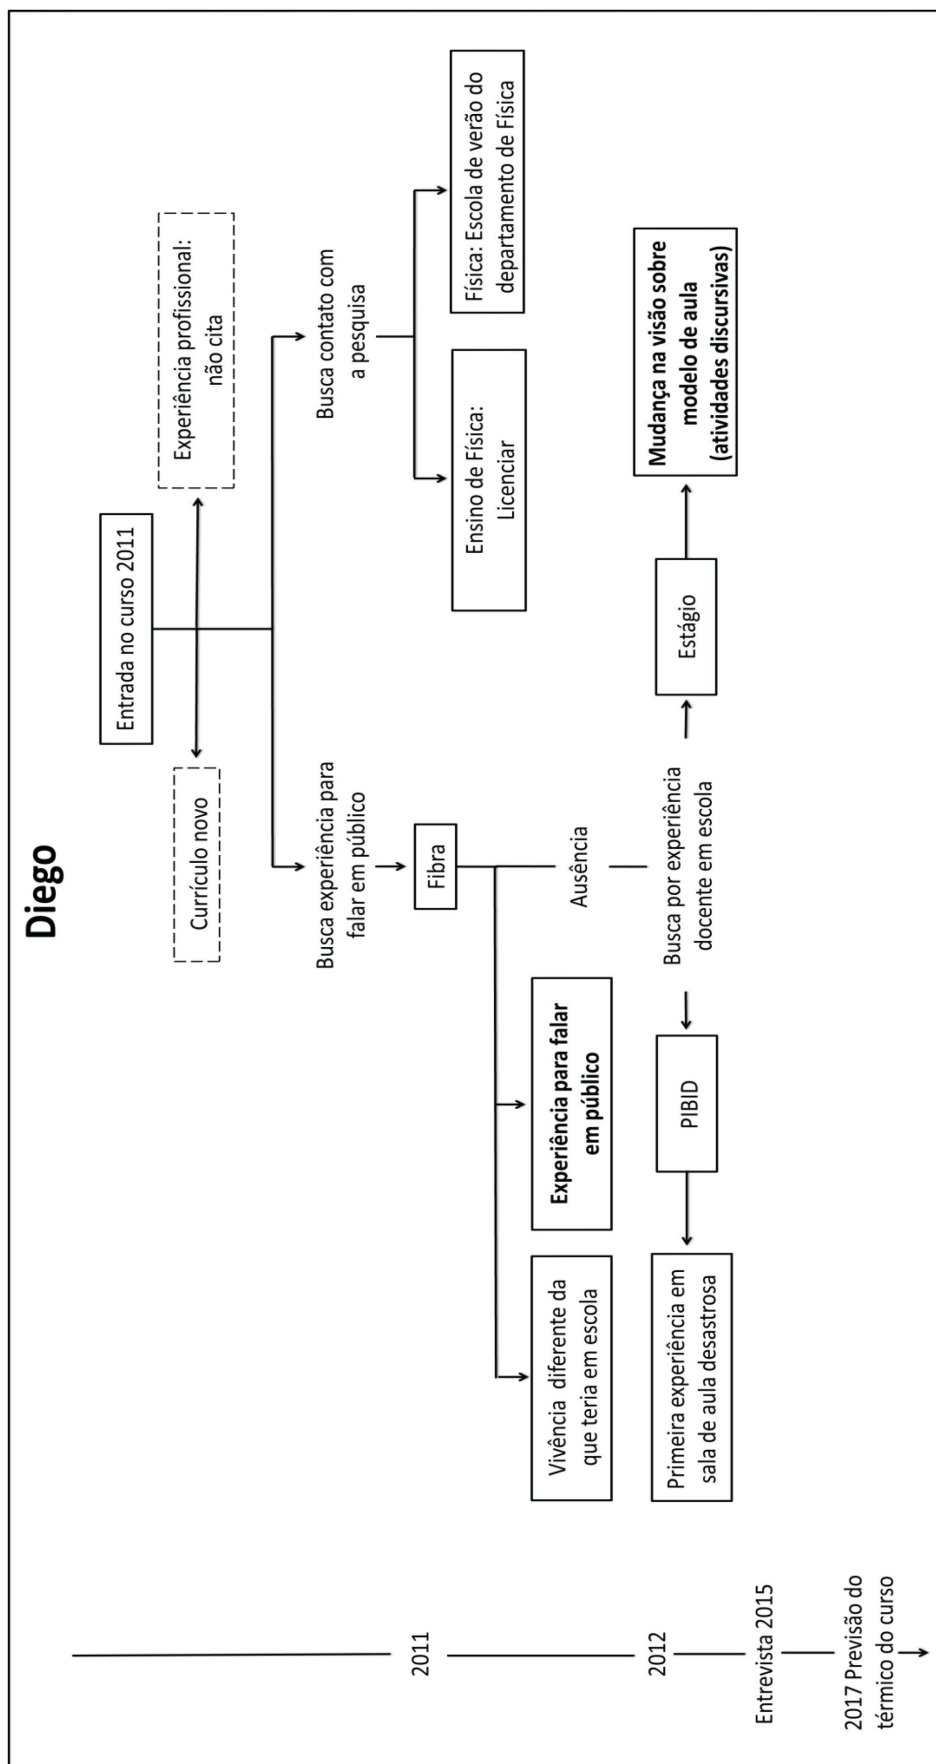 Diego
Entrada no curso 2011
Currículo novo
Experiência profissional:
não cita
Busca experiência para
falar em público
Busca contato com
a pesquisa
2011
Fibra
Ensino de Física:
Licenciar
Física: Escola de verão do
departamento de Física
Vivência diferente da
que teria em escola
Experiência para falar
em público
Ausência
2012
Primeira experiência em
sala de aula desastrosa
PIBID
Busca por experiência
docente em escola
Estágio
Mudança na visão sobre
modelo de aula
(atividades discursivas)
Entrevista 2015
2017 Previsão do
térmico do curso